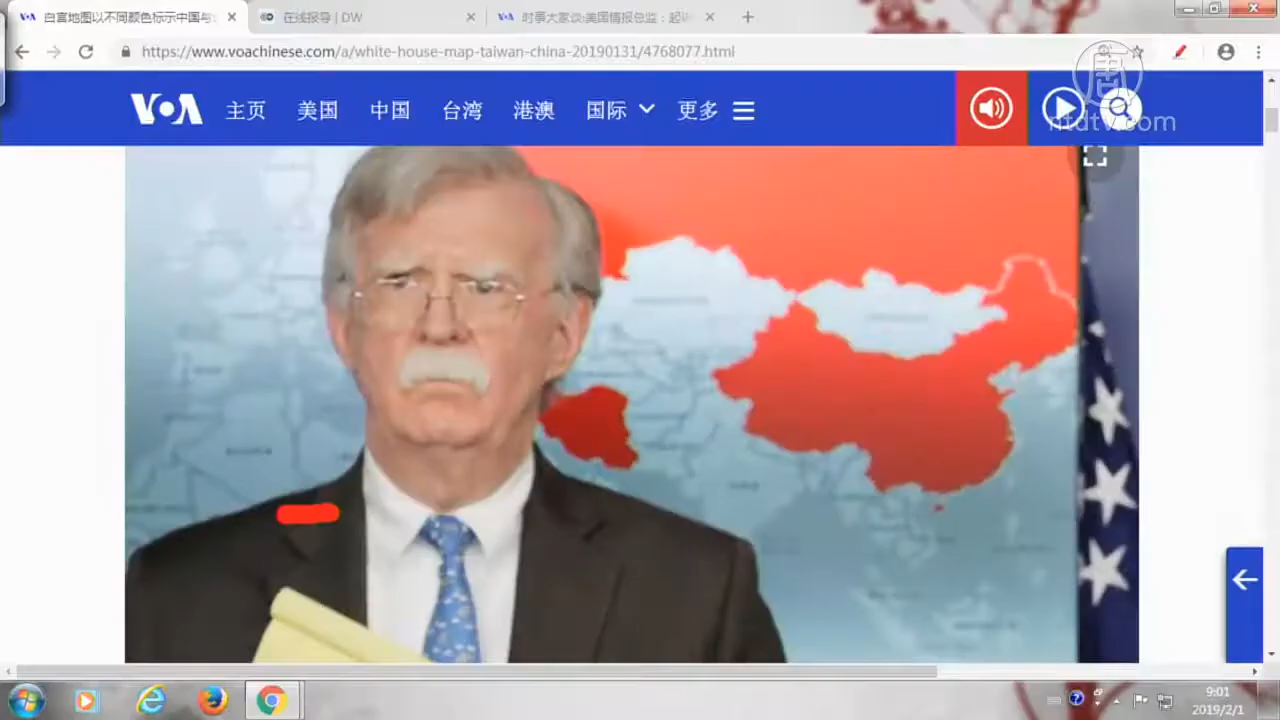 白宫地图以不同颜色标示中国与
在线报导 | DW
时事大家谈:美国情报总监：起
https://www.voachinese.com/a/white-house-map-taiwan-china-20190131/4768077.html
VOA 主页 美国 中国 台湾 港澳 国际 更多
唐
ntdtv.com
9:01
2019/2/1